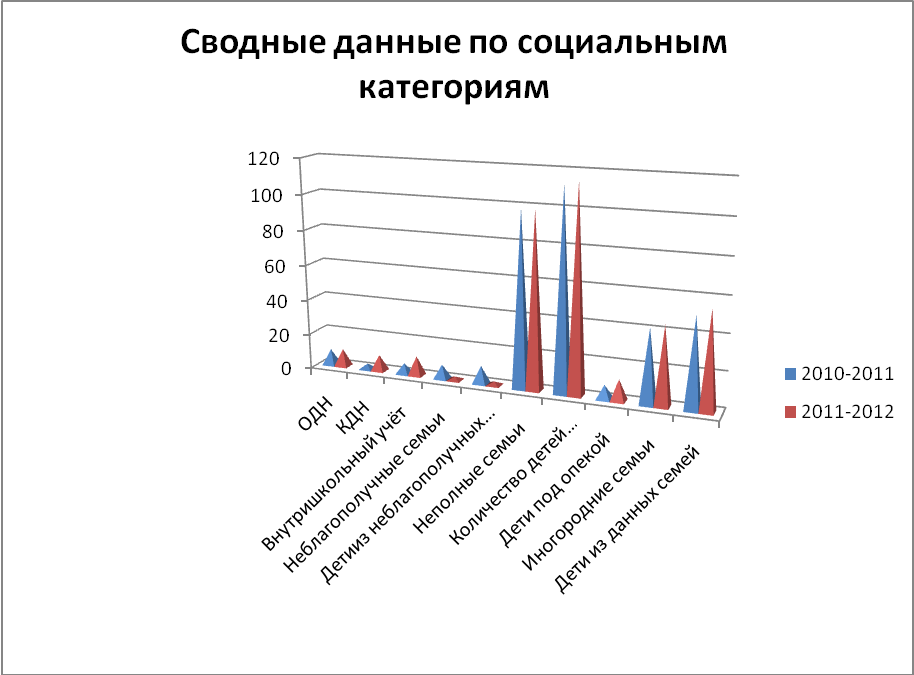 Сводные данные по социальным
категориям
120
100
80
60
40
20
0
ОДН
КДН
Внутришкольный учёт
Неблагополучные семьи
Детииз неблагополучных...
Неполные семьи
Количество детей...
Дети под опекой
Иногородние семьи
Дети из данных семей
2010-2011
2011-2012